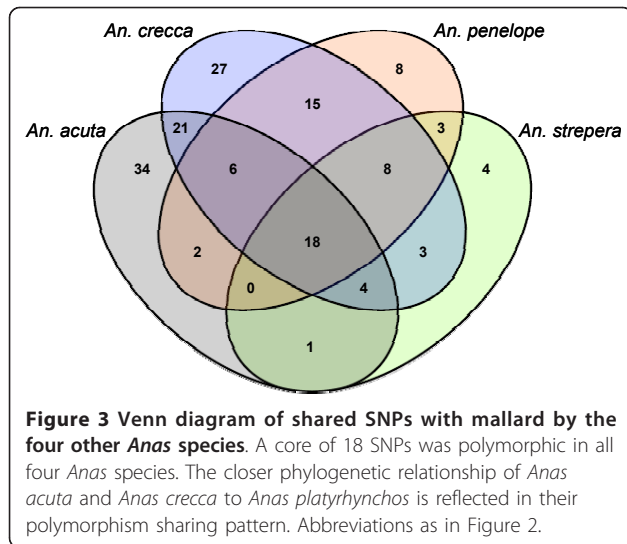 An. crecca
An. penelope
27
8
15
An. acuta
An. strepera
21
3
34
6
8
4
18
2
3
0
4
1
Figure 3 Venn diagram of shared SNPs with mallard by the
four other Anas species. A core of 18 SNPs was polymorphic in all
four Anas species. The closer phylogenetic relationship of Anas
acuta and Anas crecca to Anas platyrhynchos is reflected in their
polymorphism sharing pattern. Abbreviations as in Figure 2.